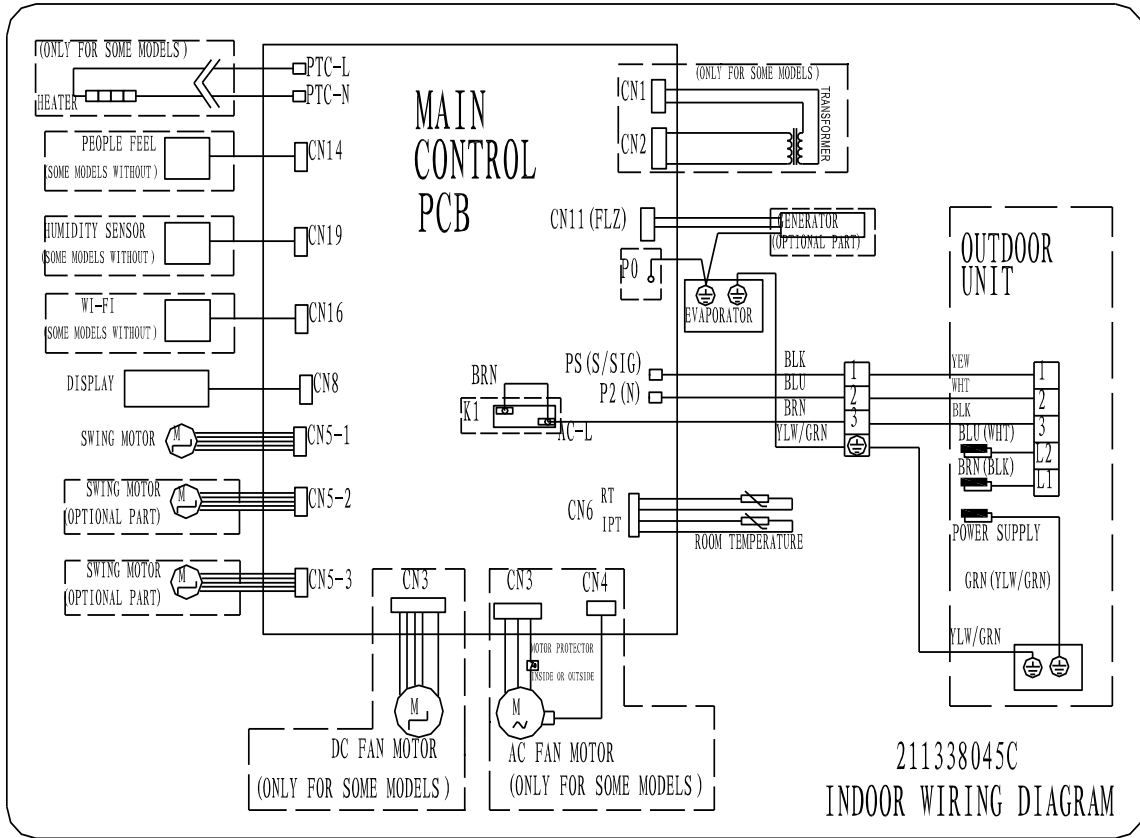 (ONLY FOR SOME MODELS)
HEATER
PTC-L
PTC-N
PEOPLE FEEL
(SOME MODELS WITHOUT)
CN14
HUMIDITY SENSOR
(SOME MODELS WITHOUT)
CN19
WI-FI
(SOME MODELS WITHOUT)
CN16
DISPLAY
CN8
SWING MOTOR
M
CN5-1
SWING MOTOR
(OPTIONAL PART)
M
CN5-2
SWING MOTOR
(OPTIONAL PART)
M
CN5-3
MAIN
CONTROL
PCB
(ONLY FOR SOME MODELS)
CN1
CN2
TRANSFORMER
CN11(FLZ)
GENERATOR
(OPTIONAL PART)
P0
EVAPORATOR
PS(S/SIG)
P2(N)
BRN
K1
AC-L
BLK
BLU
BRN
YLW/GRN
1
2
3
CN6
RT
IPT
ROOM TEMPERATURE
OUTDOOR
UNIT
YEW
WHT
BLK
BLU(WHT)
BRN(BLK)
1
2
3
L2
L1
POWER SUPPLY
GRN(YLW/GRN)
YLW/GRN
CN3
M
DC FAN MOTOR
(ONLY FOR SOME MODELS)
CN3
CN4
MOTOR PROTECTOR
INSIDE OR OUTSIDE
M
AC FAN MOTOR
(ONLY FOR SOME MODELS)
211338045C
INDOOR WIRING DIAGRAM